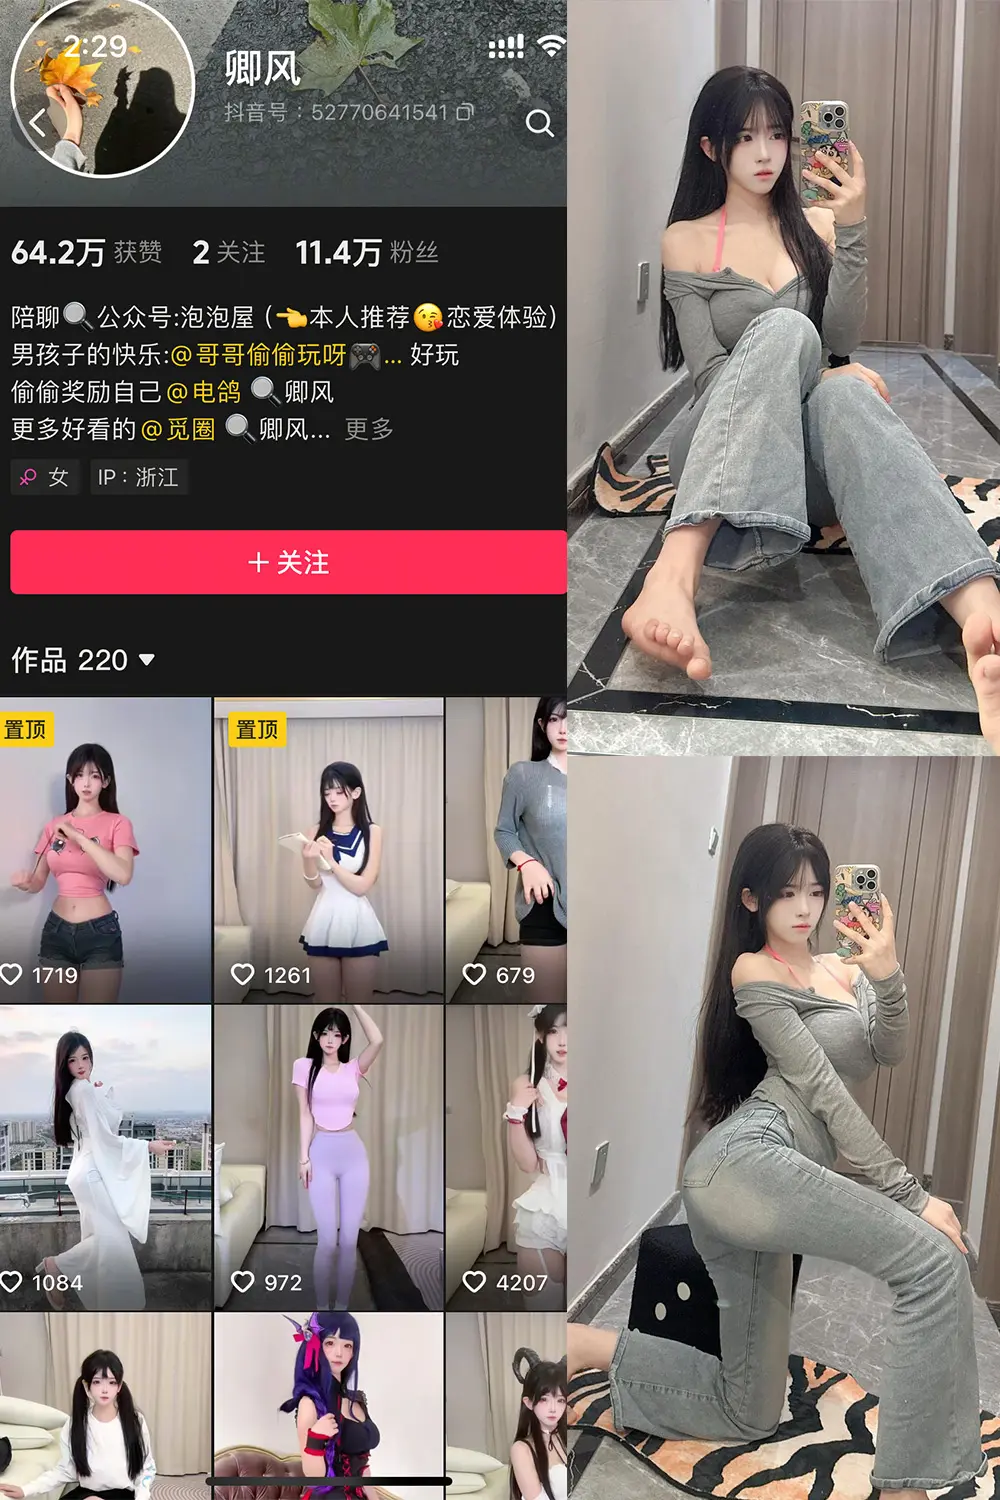 2:29
卿风
抖音号：52770641541
64.2万 获赞 2 关注 11.4万 粉丝
陪聊🔍公众号:泡泡屋 (👈本人推荐😘恋爱体验)
男孩子的快乐:@哥哥偷偷玩呀🎮... 好玩
偷偷奖励自己@电鸽 🔍卿风
更多好看的@觅圈 🔍卿风... 更多
女 IP：浙江
＋关注
作品 220
置顶 置顶
1719 1261 679
1084 972 4207